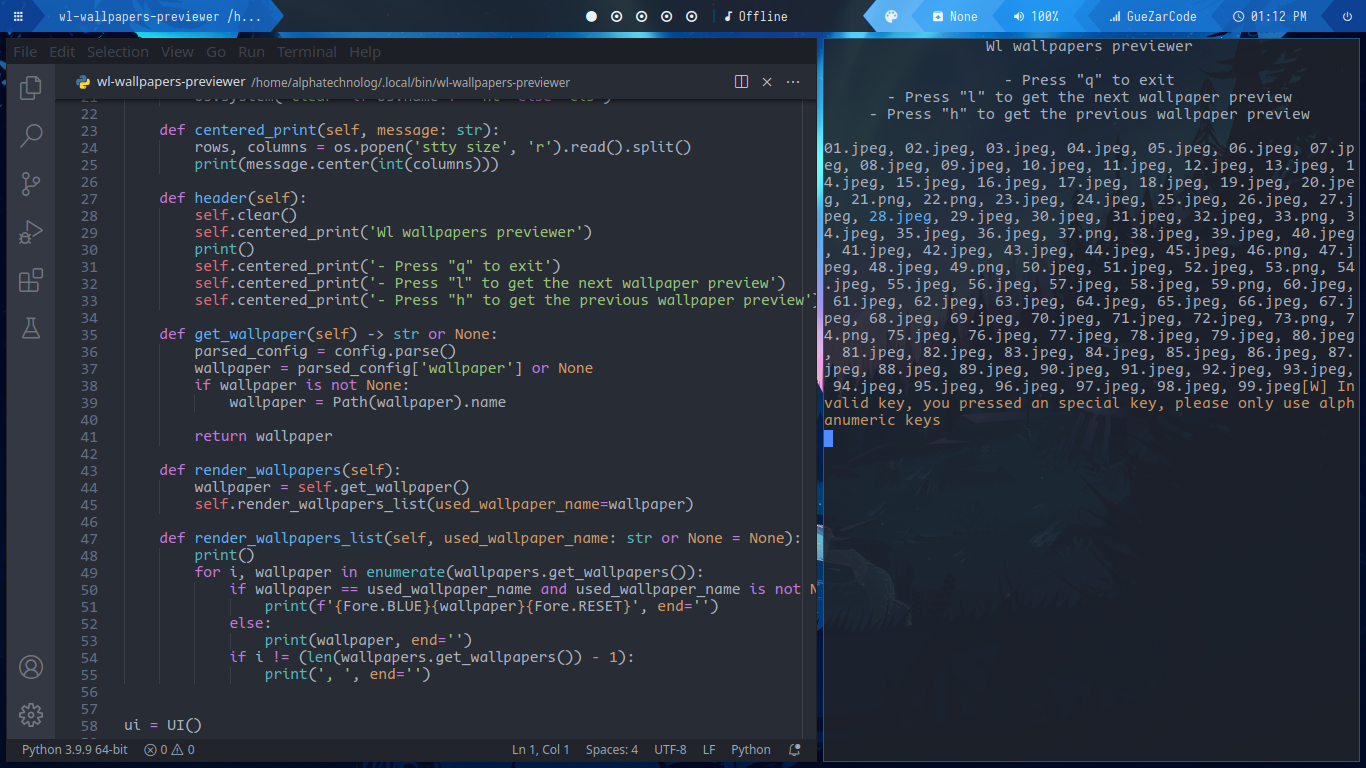 wl-wallpapers-previewer /h...
Offline
None
100%
GueZarCode
01:12 PM
File Edit Selection View Go Run Terminal Help
wl-wallpapers-previewer /home/alphatechnolog/.local/bin/wl-wallpapers-previewer
22
23 def centered_print(self, message: str):
24 rows, columns = os.popen('stty size', 'r').read().split()
25 print(message.center(int(columns)))
26
27 def header(self):
28 self.clear()
29 self.centered_print('Wl wallpapers previewer')
30 print()
31 self.centered_print('- Press "q" to exit')
32 self.centered_print('- Press "l" to get the next wallpaper preview')
33 self.centered_print('- Press "h" to get the previous wallpaper preview'
34
35 def get_wallpaper(self) -> str or None:
36 parsed_config = config.parse()
37 wallpaper = parsed_config['wallpaper'] or None
38 if wallpaper is not None:
39 wallpaper = Path(wallpaper).name
40
41 return wallpaper
42
43 def render_wallpapers(self):
44 wallpaper = self.get_wallpaper()
45 self.render_wallpapers_list(used_wallpaper_name=wallpaper)
46
47 def render_wallpapers_list(self, used_wallpaper_name: str or None = None):
48 print()
49 for i, wallpaper in enumerate(wallpapers.get_wallpapers()):
50 if wallpaper == used_wallpaper_name and used_wallpaper_name is not
51 print(f'{Fore.BLUE}{wallpaper}{Fore.RESET}', end='')
52 else:
53 print(wallpaper, end='')
54 if i != (len(wallpapers.get_wallpapers()) - 1):
55 print(', ', end='')
56
57
58 ui = UI()
Python 3.9.9 64-bit 0 0 Ln 1, Col 1 Spaces: 4 UTF-8 LF Python
Wl wallpapers previewer
- Press "q" to exit
- Press "l" to get the next wallpaper preview
- Press "h" to get the previous wallpaper preview
01.jpeg, 02.jpeg, 03.jpeg, 04.jpeg, 05.jpeg, 06.jpeg, 07.jp
eg, 08.jpeg, 09.jpeg, 10.jpeg, 11.jpeg, 12.jpeg, 13.jpeg, 1
4.jpeg, 15.jpeg, 16.jpeg, 17.jpeg, 18.jpeg, 19.jpeg, 20.jpe
g, 21.png, 22.png, 23.jpeg, 24.jpeg, 25.jpeg, 26.jpeg, 27.j
peg, 28.jpeg, 29.jpeg, 30.jpeg, 31.jpeg, 32.jpeg, 33.png, 3
4.jpeg, 35.jpeg, 36.jpeg, 37.png, 38.jpeg, 39.jpeg, 40.jpeg
, 41.jpeg, 42.jpeg, 43.jpeg, 44.jpeg, 45.jpeg, 46.png, 47.j
peg, 48.jpeg, 49.png, 50.jpeg, 51.jpeg, 52.jpeg, 53.png, 54
.jpeg, 55.jpeg, 56.jpeg, 57.jpeg, 58.jpeg, 59.png, 60.jpeg,
61.jpeg, 62.jpeg, 63.jpeg, 64.jpeg, 65.jpeg, 66.jpeg, 67.j
peg, 68.jpeg, 69.jpeg, 70.jpeg, 71.jpeg, 72.jpeg, 73.png, 7
4.png, 75.jpeg, 76.jpeg, 77.jpeg, 78.jpeg, 79.jpeg, 80.jpeg
, 81.jpeg, 82.jpeg, 83.jpeg, 84.jpeg, 85.jpeg, 86.jpeg, 87.
jpeg, 88.jpeg, 89.jpeg, 90.jpeg, 91.jpeg, 92.jpeg, 93.jpeg,
94.jpeg, 95.jpeg, 96.jpeg, 97.jpeg, 98.jpeg, 99.jpeg[W] In
valid key, you pressed an special key, please only use alph
anumeric keys